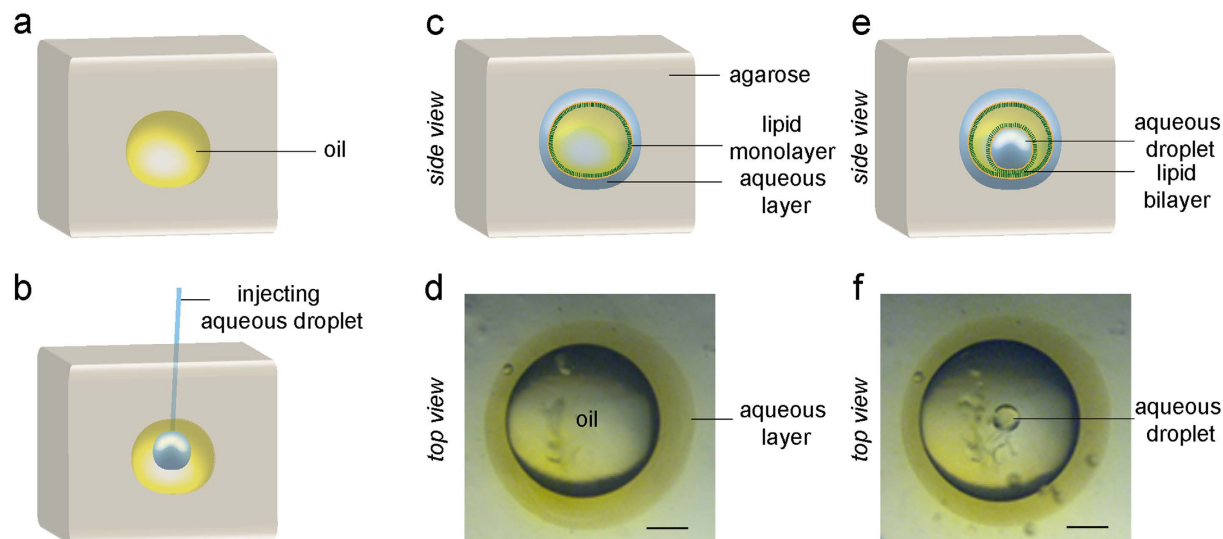 a
oil
b
injecting
aqueous droplet
c
side view
agarose
lipid
monolayer
aqueous
layer
d
top view
oil
aqueous
layer
e
side view
aqueous
droplet
lipid
bilayer
f
top view
aqueous
droplet